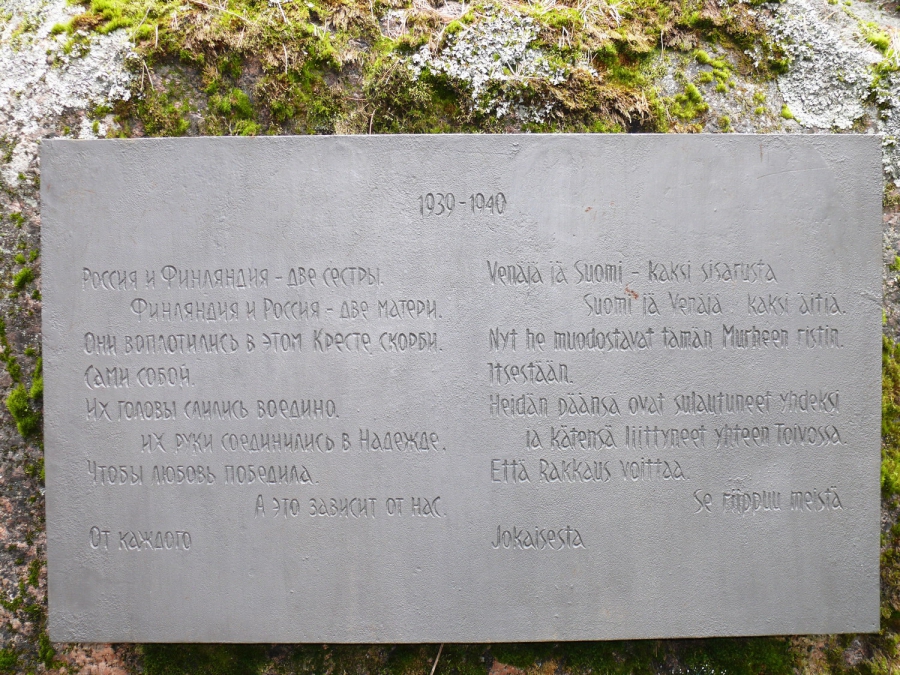 1939-1940
Россия и Финляндия - две сестры.
Финляндия и Россия - две матери.
Они воплотились в этом Кресте скорби.
Сами собой.
Их головы слились воедино.
их руки соединились в Надежде.
Чтобы любовь победила.
А это зависит от нас.
От каждого
Venäjä jä Suomi - kaksi sisarusta
Suomi jä Venäjä kaksi äitiä.
Nyt he muodostavat tämän Murheen ristin.
Itsestään.
Heidän päänsä ovat sulautuneet yhdeksi
ja kätensä liittyneet yhteen Toivossa.
Että Rakkaus voittaa.
Se riippuu meistä
Jokaisesta